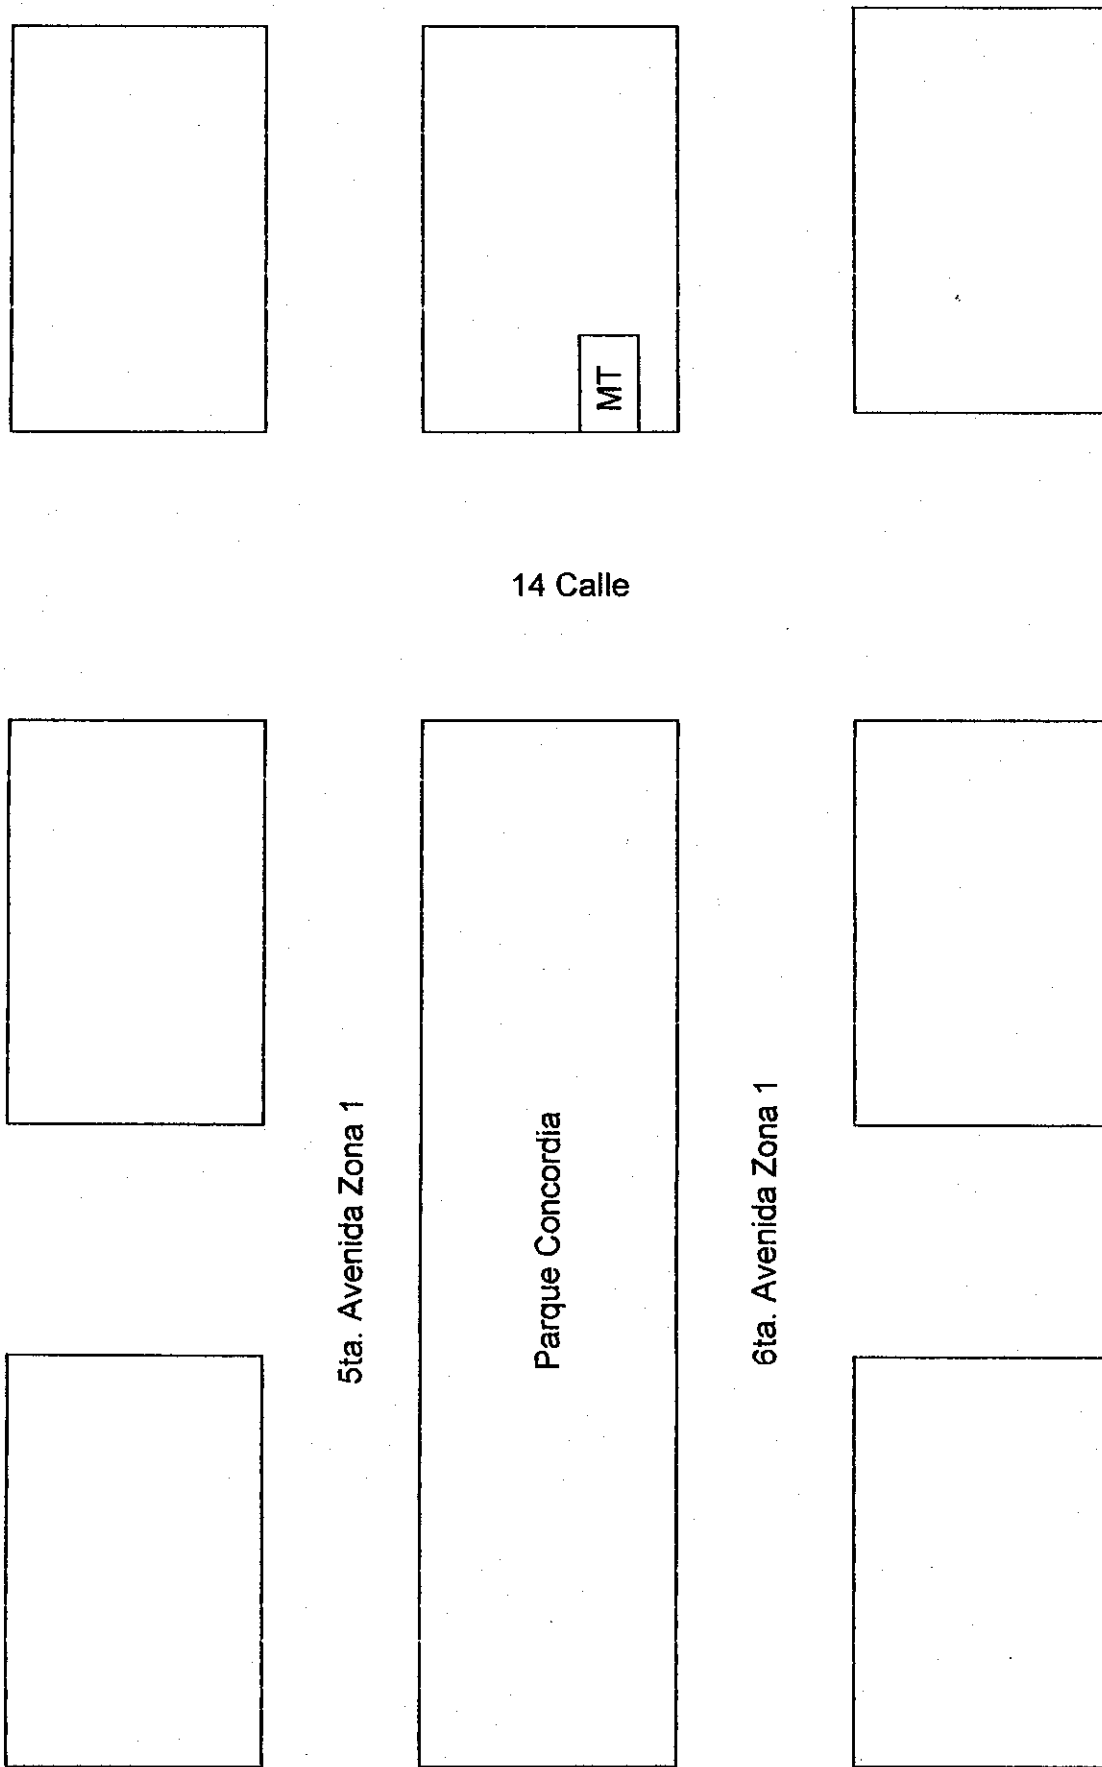 MT
14 Calle
5ta. Avenida Zona 1
Parque Concordia
6ta. Avenida Zona 1